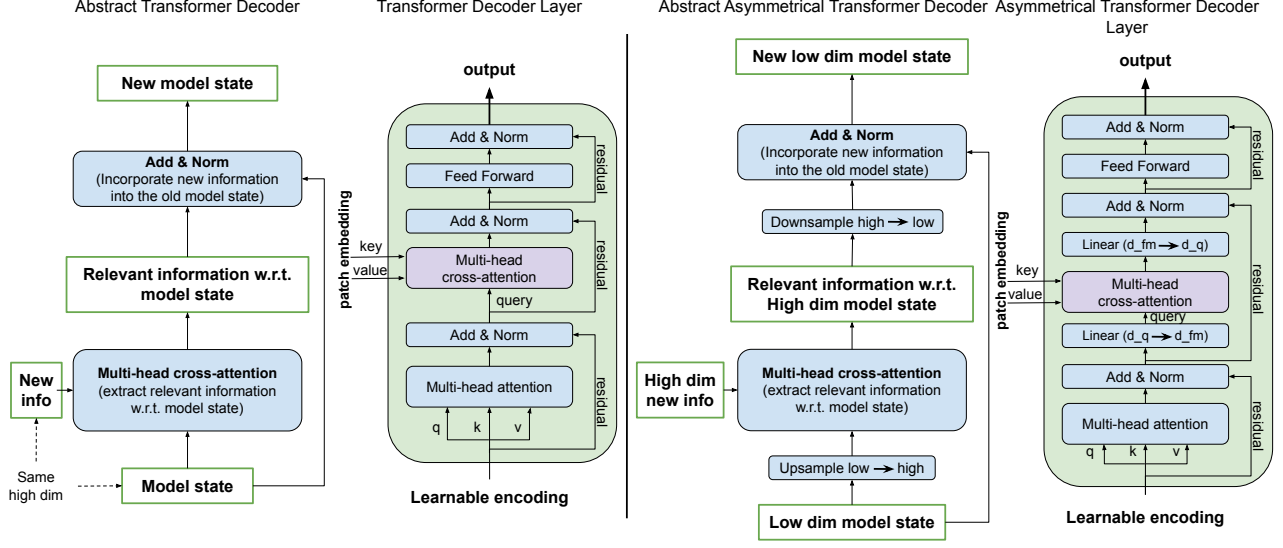 Abstract Transformer Decoder
New model state
Add & Norm
(Incorporate new information
into the old model state)
Relevant information w.r.t.
model state
New
info
Multi-head cross-attention
(extract relevant information
w.r.t. model state)
Same
high dim
Model state
Transformer Decoder Layer
output
Add & Norm
residual
Feed Forward
Add & Norm
patch embedding
key
value
Multi-head
cross-attention
residual
query
Add & Norm
Multi-head attention
residual
q
k
v
Learnable encoding
Abstract Asymmetrical Transformer Decoder
New low dim model state
Add & Norm
(Incorporate new information
into the old model state)
Downsample high → low
Relevant information w.r.t.
High dim model state
High dim
new info
Multi-head cross-attention
(extract relevant information
w.r.t. model state)
Upsample low → high
Low dim model state
Asymmetrical Transformer Decoder
Layer
output
Add & Norm
residual
Feed Forward
Add & Norm
Linear (d_fm → d_q)
patch embedding
key
value
Multi-head
cross-attention
residual
query
Linear (d_q → d_fm)
Add & Norm
Multi-head attention
residual
q
k
v
Learnable encoding